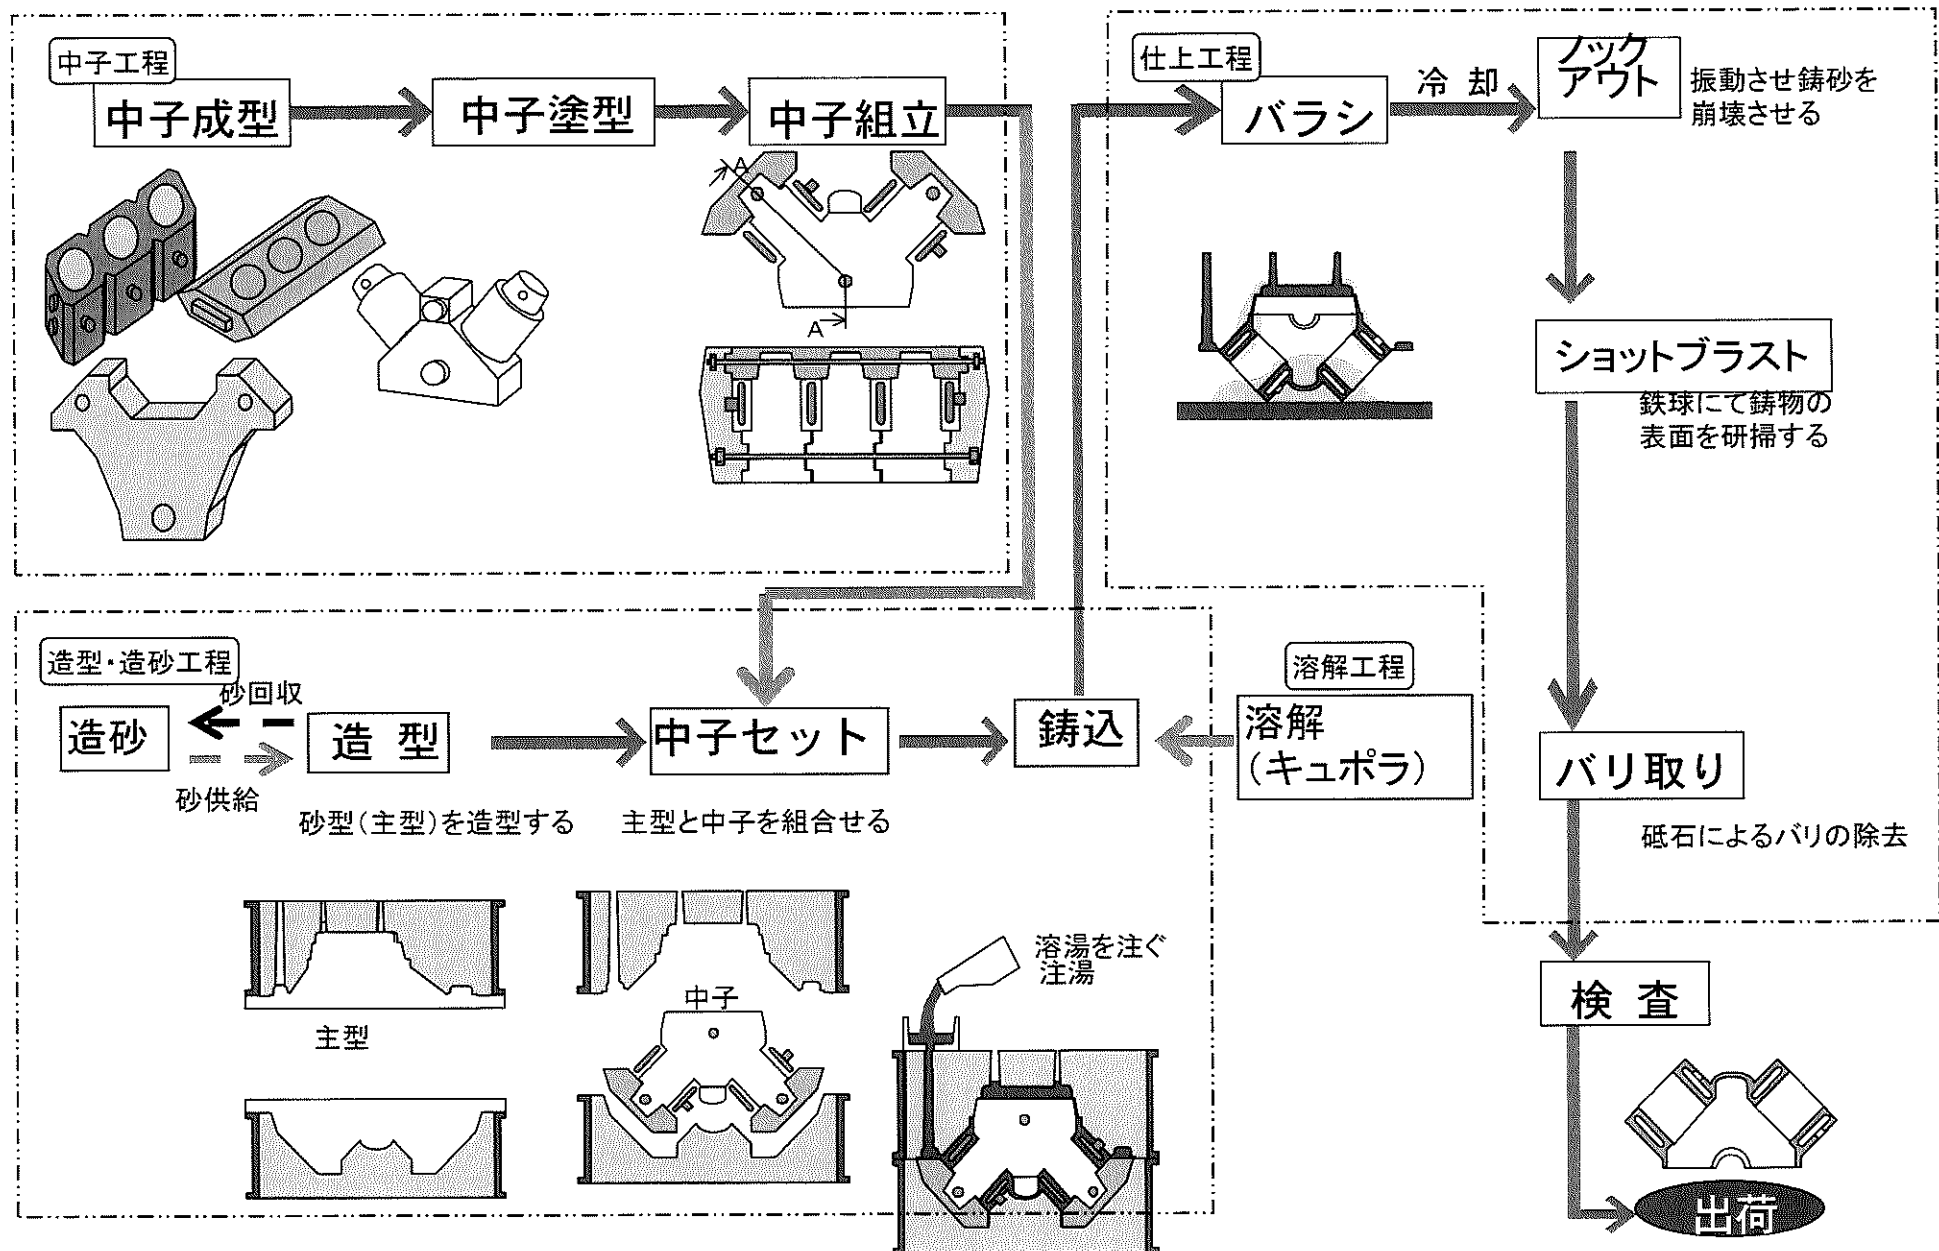 中子工程
中子成型
中子塗型
中子組立
A
A
仕上工程
バラシ
冷 却
ノック
アウト
振動させ鋳砂を
崩壊させる
ショットブラスト
鉄球にて鋳物の
表面を研掃する
バリ取り
砥石によるバリの除去
検 査
出荷
造型・造砂工程
砂回収
造砂
造 型
砂供給
砂型(主型)を造型する
中子セット
主型と中子を組合せる
鋳込
溶解工程
溶解
(キュポラ)
主型
中子
溶湯を注ぐ
注湯